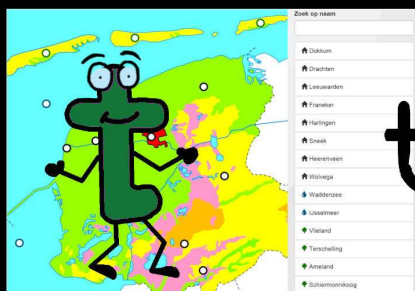 Zoek op naam
Dokkum
Drachten
Leeuwarden
Franeker
Harlingen
Sneek
Heerenveen
Wolvega
Waddenzee
IJsselmeer
Vlieland
Terschelling
Ameland
Schiermonnikoog
t
t